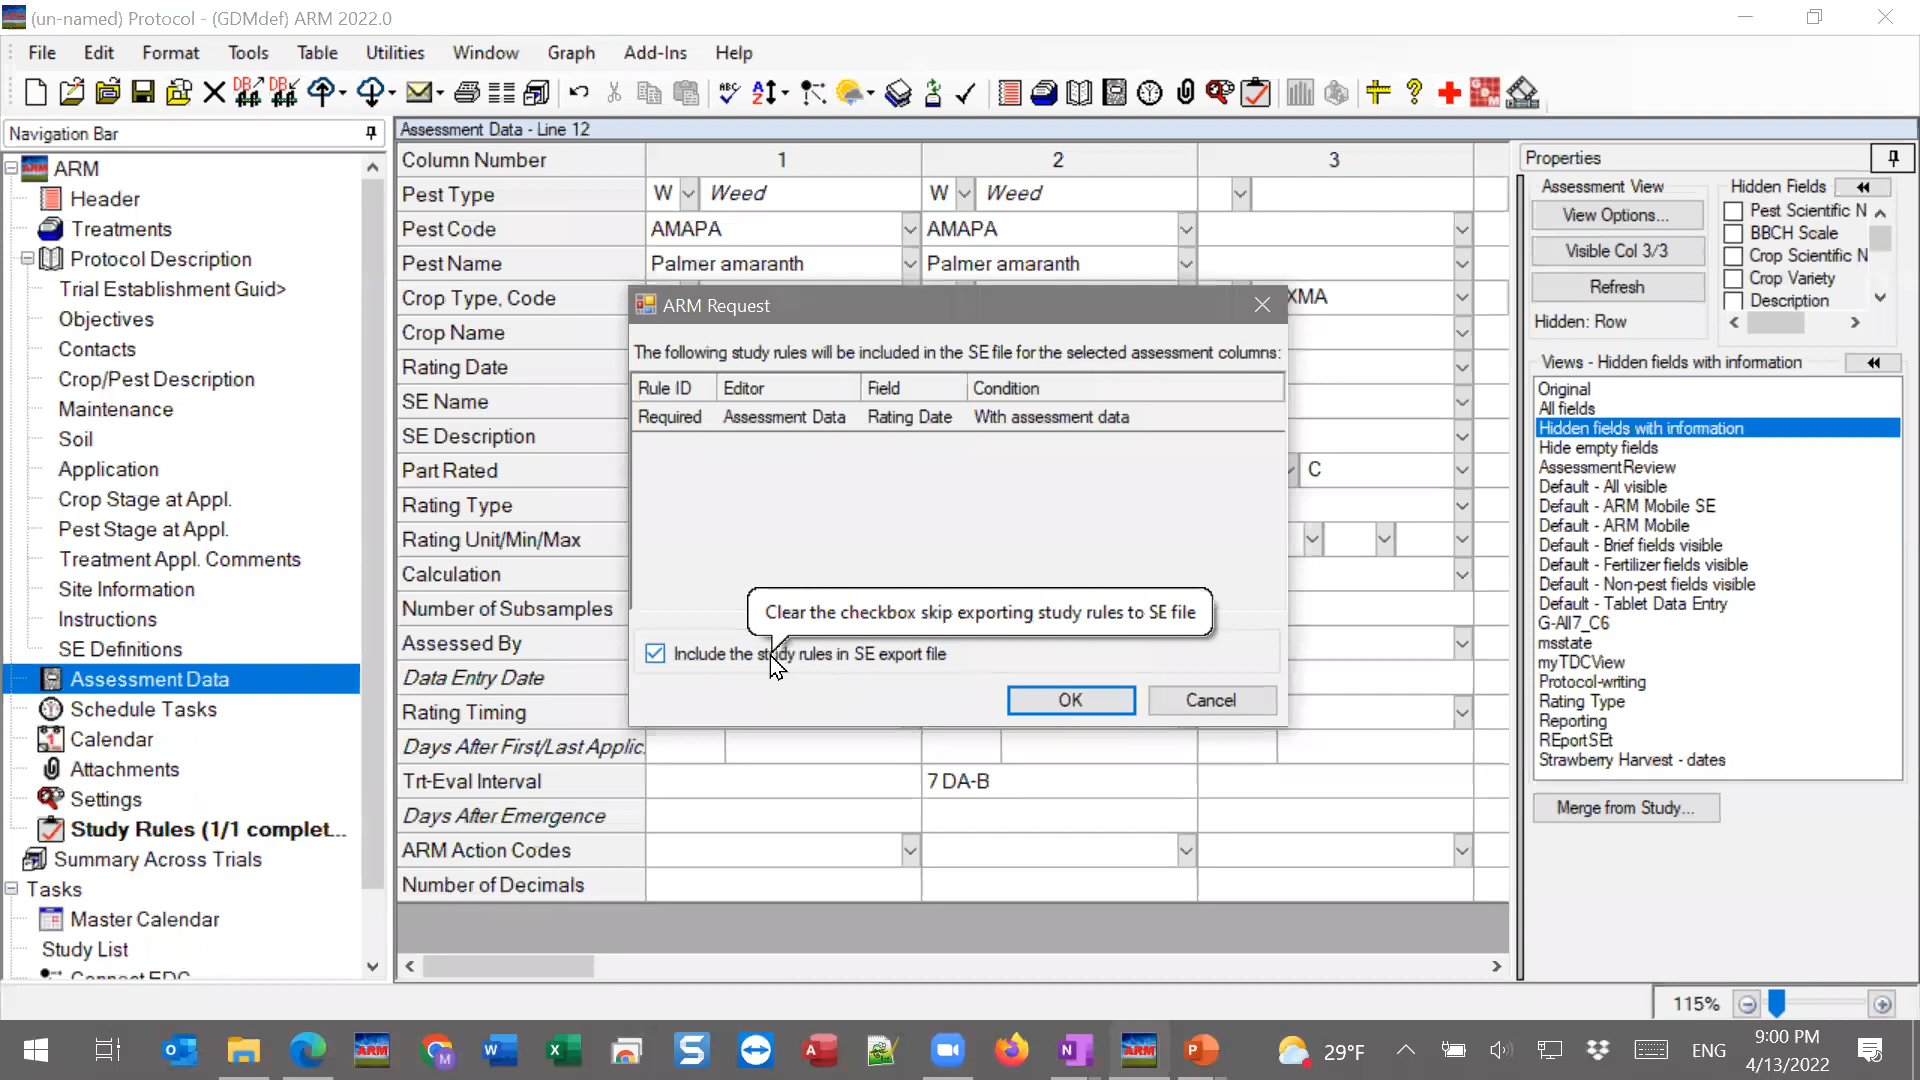 (un-named) Protocol - (GDMdef) ARM 2022.0
File Edit Format Tools Table Utilities Window Graph Add-Ins Help
Navigation Bar
ARM
Header
Treatments
Protocol Description
Trial Establishment Guid>
Objectives
Contacts
Crop/Pest Description
Maintenance
Soil
Application
Crop Stage at Appl.
Pest Stage at Appl.
Treatment Appl. Comments
Site Information
Instructions
SE Definitions
Assessment Data
Schedule Tasks
Calendar
Attachments
Settings
Study Rules (1/1 complet...
Summary Across Trials
Tasks
Master Calendar
Study List
Connect EDC
Assessment Data - Line 12
Column Number 1 2 3
Pest Type W Weed W Weed
Pest Code AMAPA AMAPA
Pest Name Palmer amaranth Palmer amaranth
Crop Type, Code XMA
Crop Name
Rating Date
SE Name
SE Description
Part Rated C
Rating Type
Rating Unit/Min/Max
Calculation
Number of Subsamples
Assessed By
Data Entry Date
Rating Timing
Days After First/Last Applic.
Trt-Eval Interval 7 DA-B
Days After Emergence
ARM Action Codes
Number of Decimals
ARM Request
The following study rules will be included in the SE file for the selected assessment columns:
Rule ID Editor Field Condition
Required Assessment Data Rating Date With assessment data
Clear the checkbox skip exporting study rules to SE file
Include the study rules in SE export file
OK Cancel
Properties
Assessment View
View Options...
Visible Col 3/3
Refresh
Hidden: Row
Hidden Fields
Pest Scientific N
BBCH Scale
Crop Scientific N
Crop Variety
Description
Views - Hidden fields with information
Original
All fields
Hidden fields with information
Hide empty fields
AssessmentReview
Default - All visible
Default - ARM Mobile SE
Default - ARM Mobile
Default - Brief fields visible
Default - Fertilizer fields visible
Default - Non-pest fields visible
Default - Tablet Data Entry
G-All7_C6
msstate
myTDCView
Protocol-writing
Rating Type
Reporting
REportSEt
Strawberry Harvest - dates
Merge from Study...
115%
29°F
ENG
9:00 PM
4/13/2022